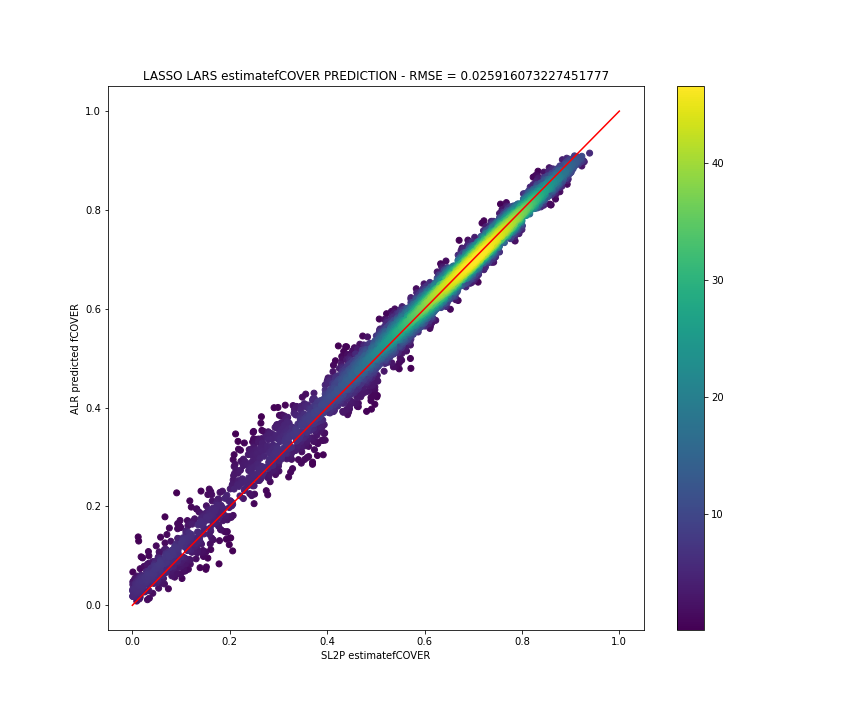 LASSO LARS estimatefCOVER PREDICTION - RMSE = 0.025916073227451777
1.0
0.8
0.6
0.4
0.2
0.0
ALR predicted fCOVER
0.0 0.2 0.4 0.6 0.8 1.0
SL2P estimatefCOVER
40
30
20
10